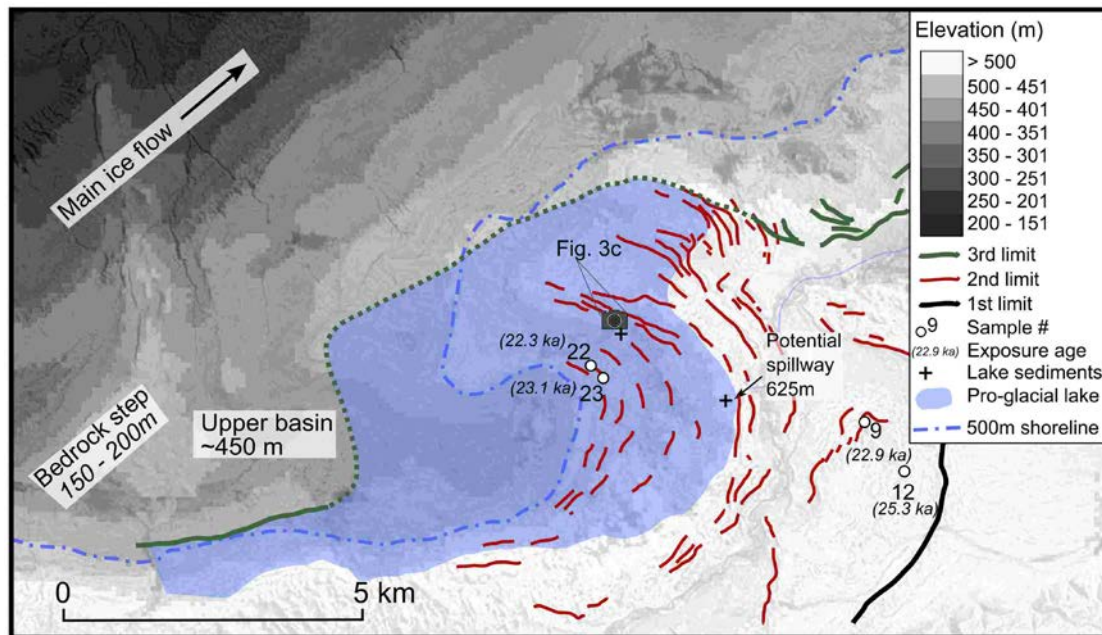 Main ice flow
Bedrock step
150 - 200m
Upper basin
~450 m
Fig. 3c
(22.3 ka)
22
(23.1 ka)
23
Potential
spillway
625m
9
(22.9 ka)
12
(25.3 ka)
0
5 km
Elevation (m)
> 500
500 - 451
450 - 401
400 - 351
350 - 301
300 - 251
250 - 201
200 - 151
3rd limit
2nd limit
1st limit
9
Sample #
(22.9 ka)
Exposure age
Lake sediments
Pro-glacial lake
500m shoreline